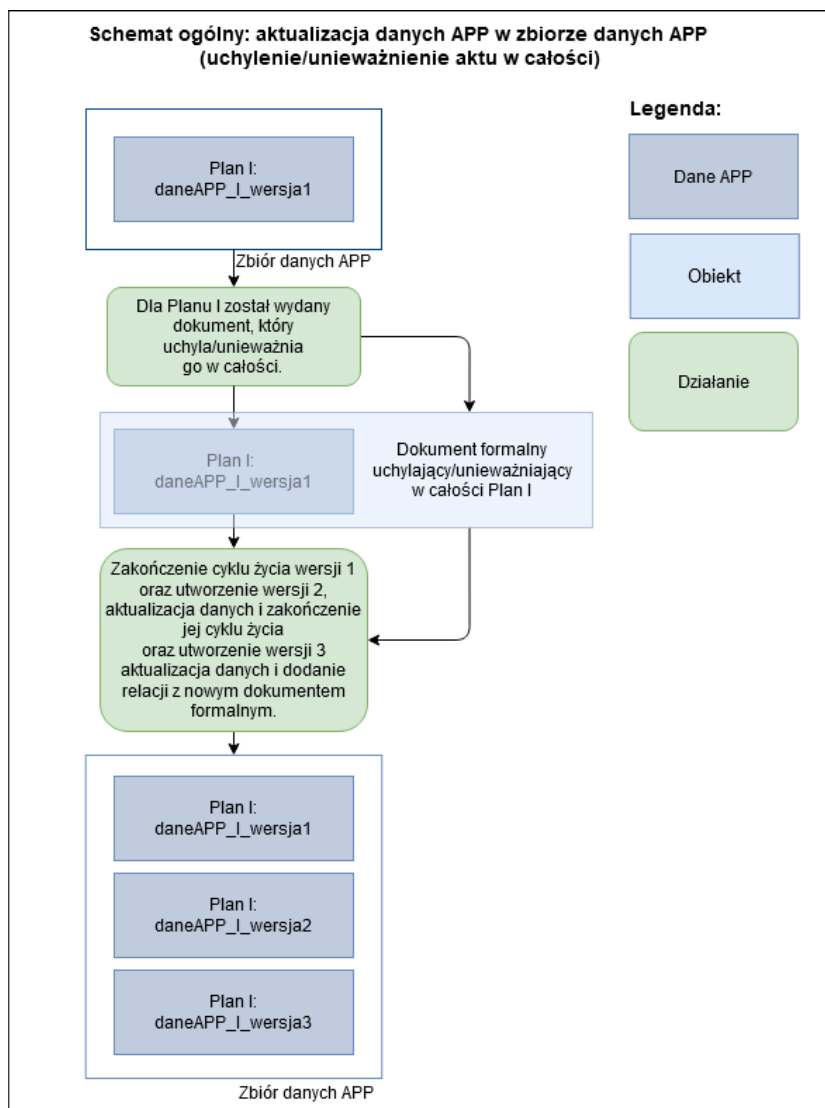 Schemat ogólny: aktualizacja danych APP w zbiorze danych APP
(uchylenie/unieważnienie aktu w całości)
Legenda:
Plan I:
daneAPP_I_wersja1
Dane APP
Zbiór danych APP
Obiekt
Dla Planu I został wydany
dokument, który
uchyla/unieważnia
go w całości.
Działanie
Plan I:
daneAPP_I_wersja1
Dokument formalny
uchylający/unieważniający
w całości Plan I
Zakończenie cyklu życia wersji 1
oraz utworzenie wersji 2,
aktualizacja danych i zakończenie
jej cyklu życia
oraz utworzenie wersji 3
aktualizacja danych i dodanie
relacji z nowym dokumentem
formalnym.
Plan I:
daneAPP_I_wersja1
Plan I:
daneAPP_I_wersja2
Plan I:
daneAPP_I_wersja3
Zbiór danych APP